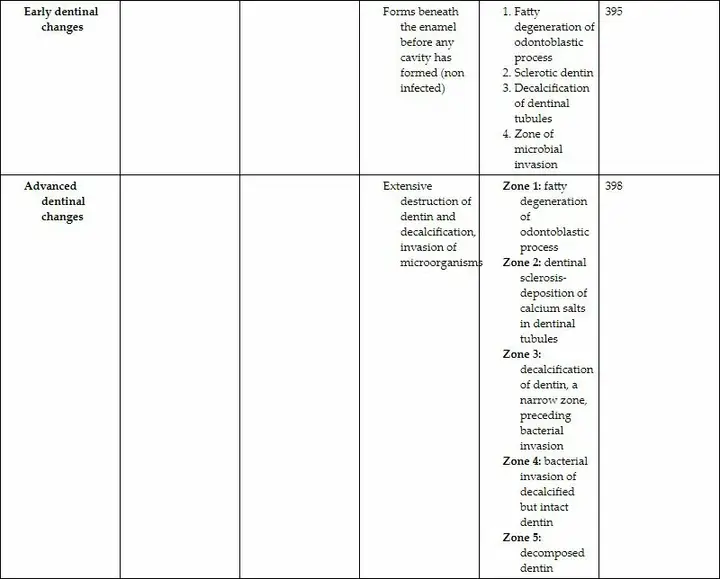 Early dentinal
changes
Forms beneath
the enamel
before any
cavity has
formed (non
infected)
1. Fatty
degeneration of
odontoblastic
process
2. Sclerotic dentin
3. Decalcification
of dentinal
tubules
4. Zone of
microbial
invasion
395
Advanced
dentinal
changes
Extensive
destruction of
dentin and
decalcification,
invasion of
microorganisms
Zone 1: fatty
degeneration
of
odontoblastic
process
Zone 2: dentinal
sclerosis-
deposition of
calcium salts
in dentinal
tubules
Zone 3:
decalcification
of dentin, a
narrow zone,
preceding
bacterial
invasion
Zone 4: bacterial
invasion of
decalcified
but intact
dentin
Zone 5:
decomposed
dentin
398